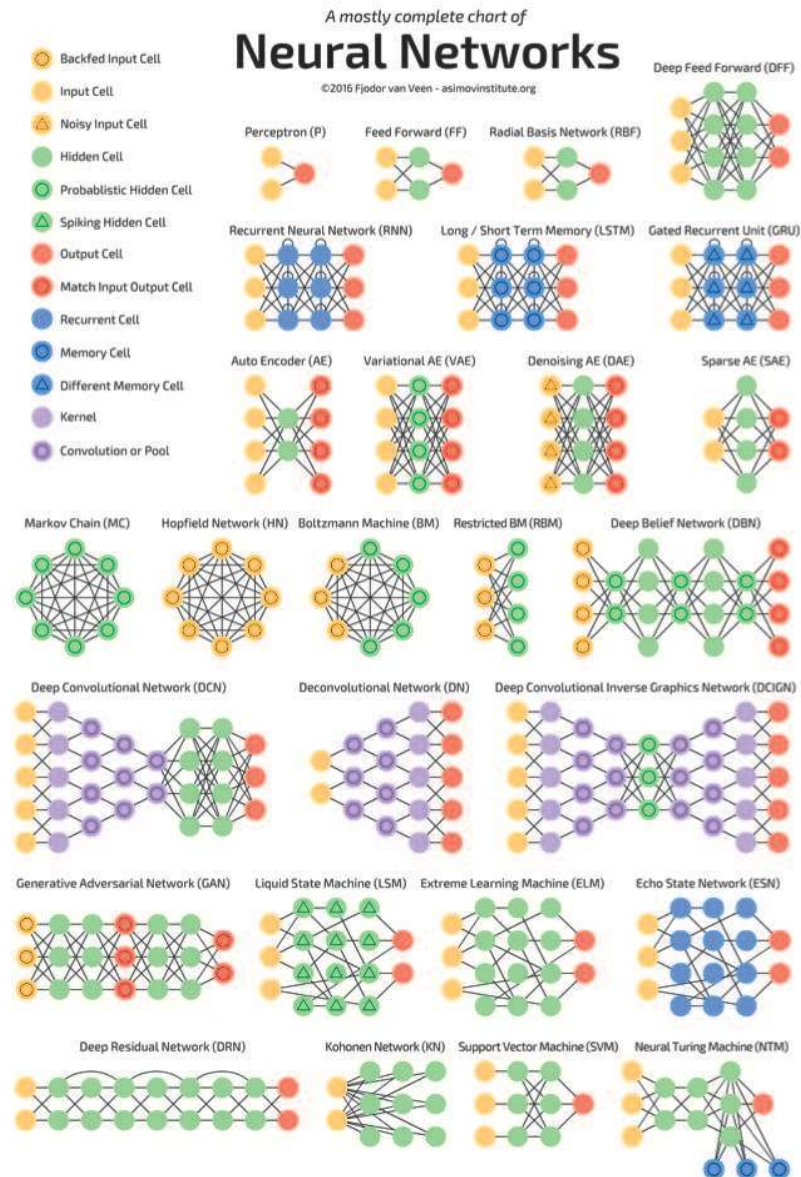 A mostly complete chart of
Neural Networks
©2016 Fjodor van Veen - asimovinstitute.org
Backfed Input Cell
Input Cell
Noisy Input Cell
Hidden Cell
Probablistic Hidden Cell
Spiking Hidden Cell
Output Cell
Match Input Output Cell
Recurrent Cell
Memory Cell
Different Memory Cell
Kernel
Convolution or Pool
Deep Feed Forward (DFF)
Perceptron (P)
Feed Forward (FF)
Radial Basis Network (RBF)
Recurrent Neural Network (RNN)
Long / Short Term Memory (LSTM)
Gated Recurrent Unit (GRU)
Auto Encoder (AE)
Variational AE (VAE)
Denoising AE (DAE)
Sparse AE (SAE)
Markov Chain (MC)
Hopfield Network (HN)
Boltzmann Machine (BM)
Restricted BM (RBM)
Deep Belief Network (DBN)
Deep Convolutional Network (DCN)
Deconvolutional Network (DN)
Deep Convolutional Inverse Graphics Network (DCIGN)
Generative Adversarial Network (GAN)
Liquid State Machine (LSM)
Extreme Learning Machine (ELM)
Echo State Network (ESN)
Deep Residual Network (DRN)
Kohonen Network (KN)
Support Vector Machine (SVM)
Neural Turing Machine (NTM)